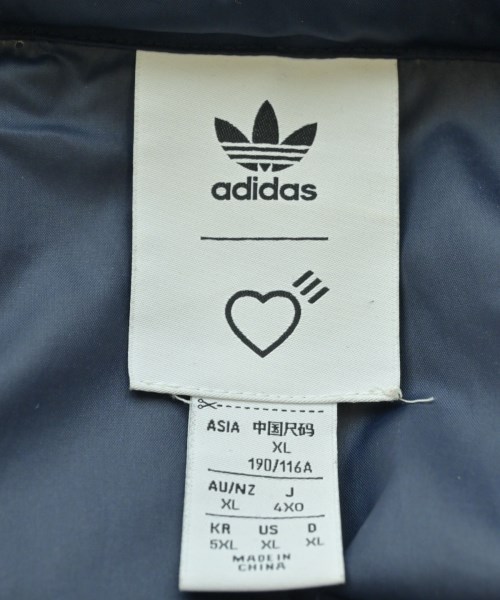 adidas
ASIA 中国尺码
XL
190/116A
AU/NZ J
XL 4XO
KR US D
5XL XL XL
MADE IN
CHINA